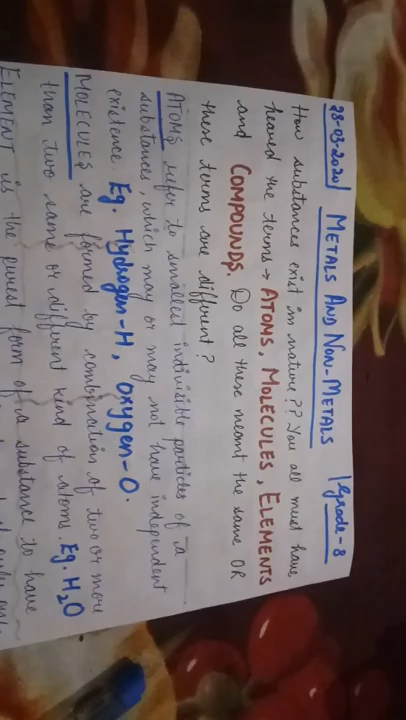 28-03-2020 METALS AND NON-METALS Grade-8
How substances exist in nature?? You all must have
heared the terms → ATOMS, MOLECULES, ELEMENTS
and COMPOUNDS. Do all these meant the same OR
these terms are different?
ATOMS refer to smallest indivisible particles of a
substances, which may or may not have independent
existence. Eg. Hydrogen-H, Oxygen-O.
MOLECULES are formed by combination of two or more
than two same or different kind of atoms. Eg. H₂O
ELEMENT is the purest form of a substance to have